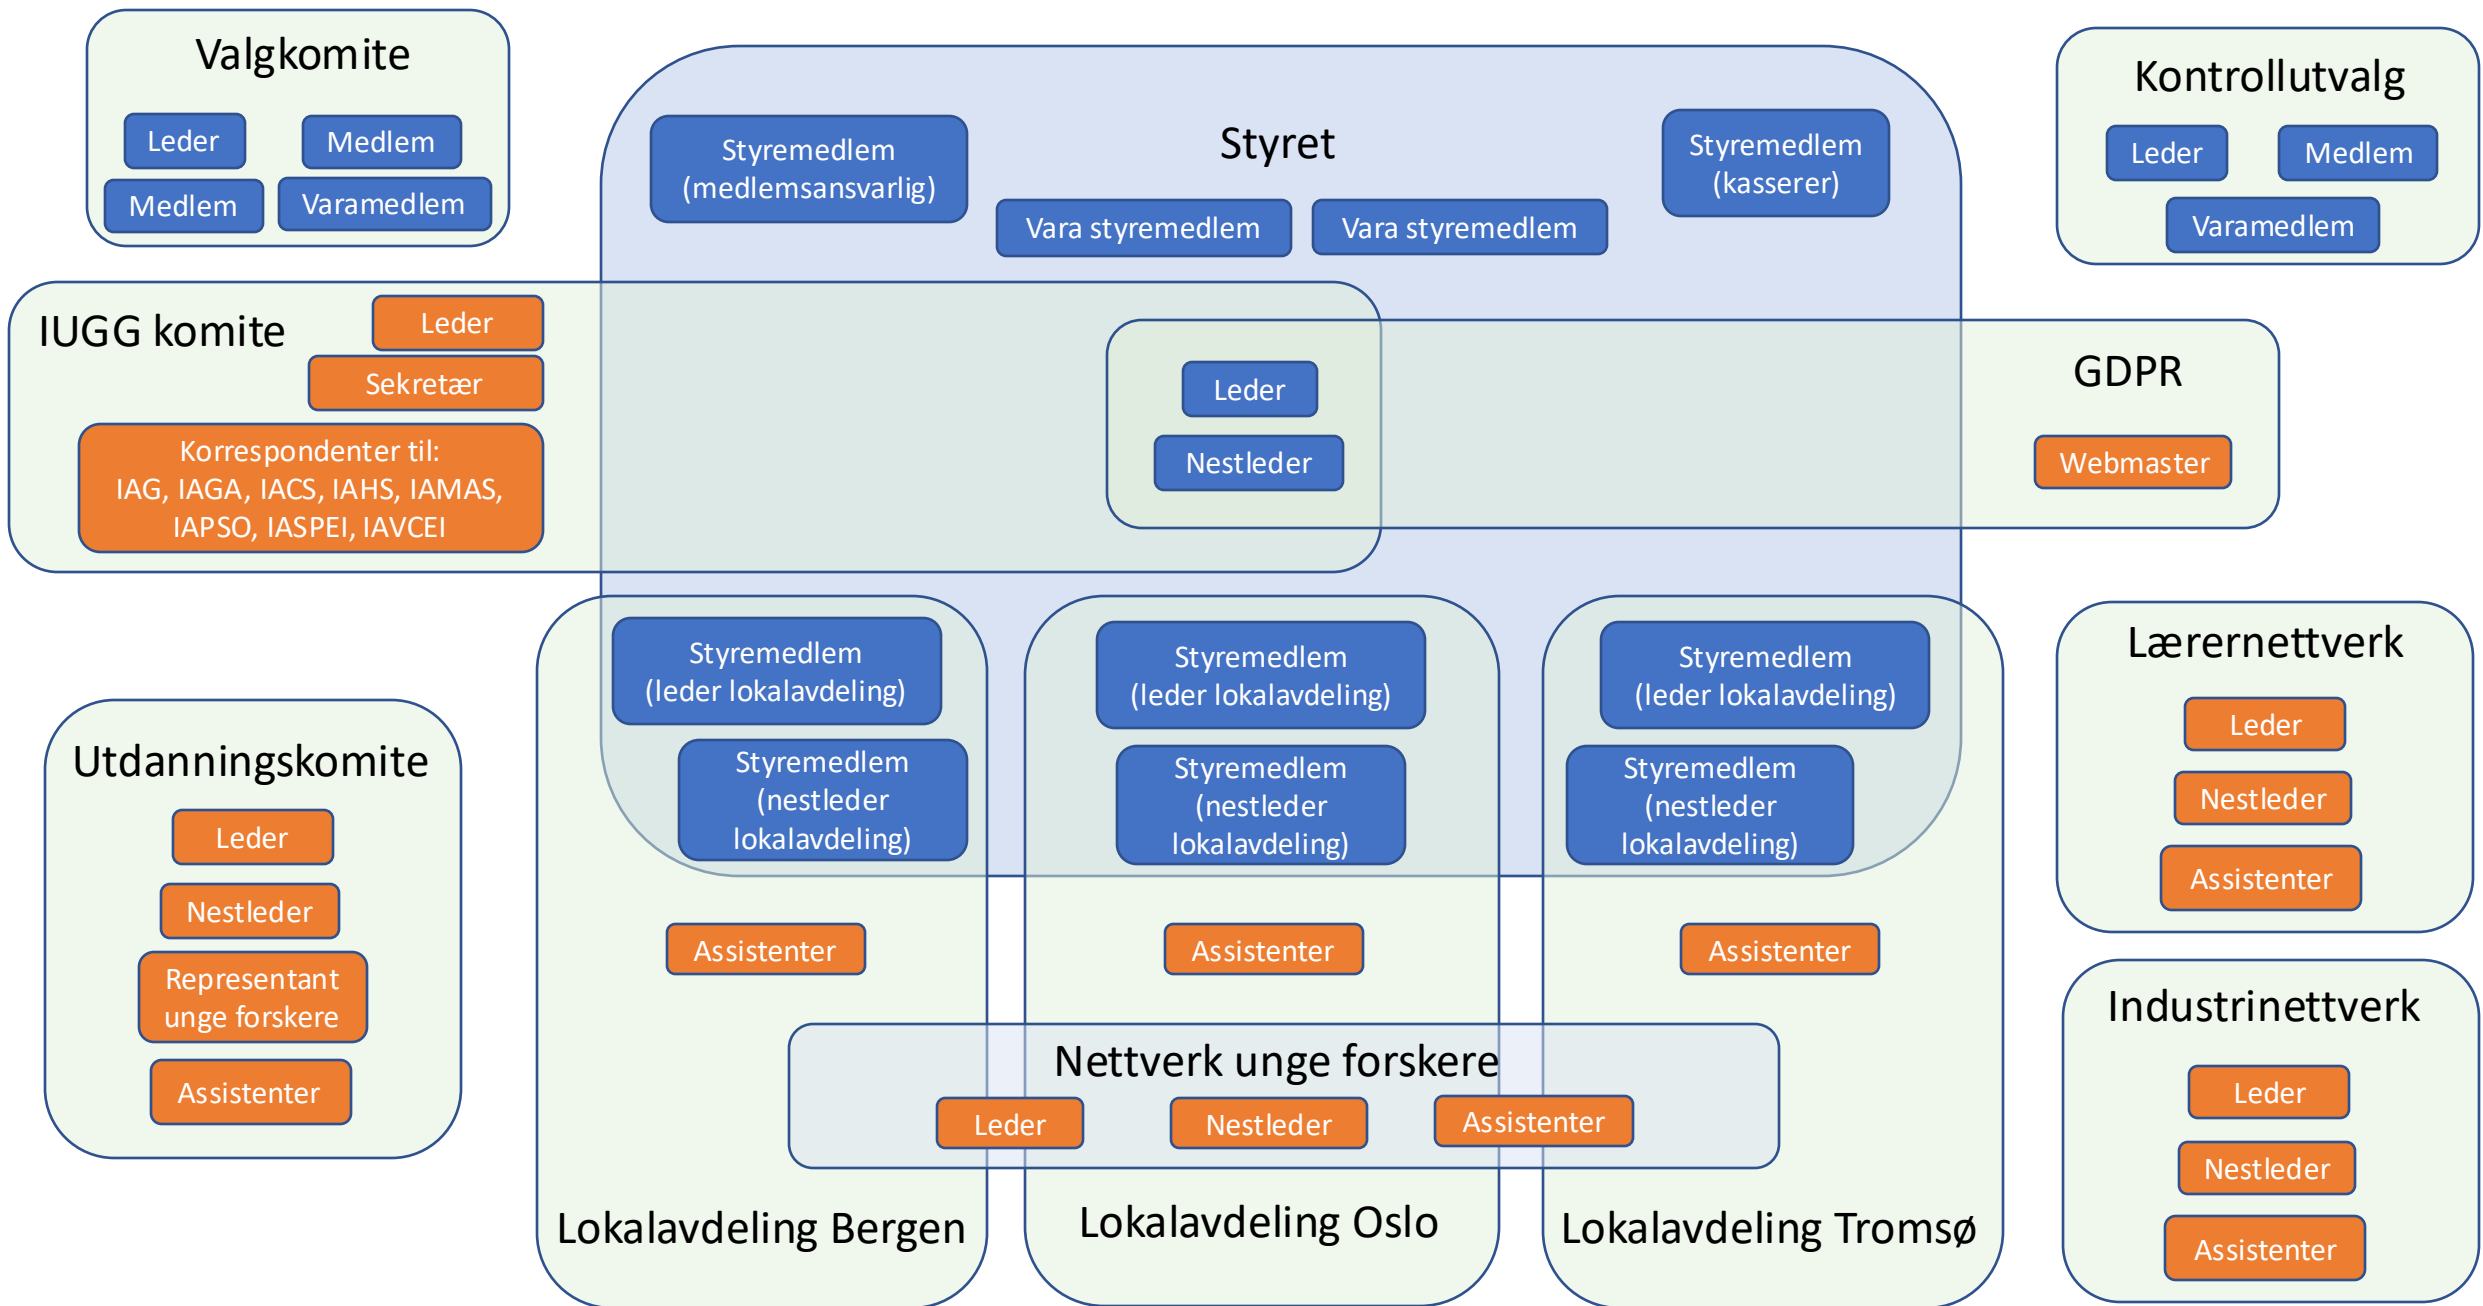 Valgkomite
Leder
Medlem
Medlem
Varamedlem
Styret
Styremedlem
(medlemsansvarlig)
Styremedlem
(kasserer)
Vara styremedlem
Vara styremedlem
Kontrollutvalg
Leder
Medlem
Varamedlem
IUGG komite
Leder
Sekretær
Korrespondenter til:
IAG, IAGA, IACS, IAHS, IAMAS,
IAPSO, IASPEI, IAVCEI
Leder
Nestleder
GDPR
Webmaster
Styremedlem
(leder lokalavdeling)
Styremedlem
(nestleder
lokalavdeling)
Assistenter
Styremedlem
(leder lokalavdeling)
Styremedlem
(nestleder
lokalavdeling)
Assistenter
Styremedlem
(leder lokalavdeling)
Styremedlem
(nestleder
lokalavdeling)
Assistenter
Nettverk unge forskere
Leder
Nestleder
Assistenter
Lokalavdeling Bergen
Lokalavdeling Oslo
Lokalavdeling Tromsø
Utdanningskomite
Leder
Nestleder
Representant
unge forskere
Assistenter
Lærernettverk
Leder
Nestleder
Assistenter
Industrinettverk
Leder
Nestleder
Assistenter